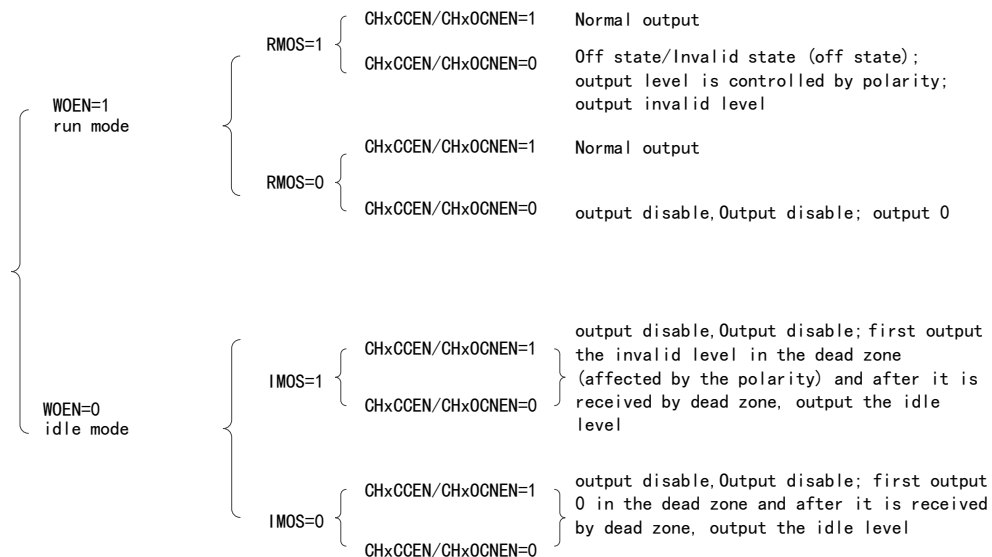 CHxCCEN/CHxOCNEN=1 Normal output
RMOS=1
CHxCCEN/CHxOCNEN=0 Off state/Invalid state (off state);
output level is controlled by polarity;
output invalid level
WOEN=1
run mode
CHxCCEN/CHxOCNEN=1 Normal output
RMOS=0
CHxCCEN/CHxOCNEN=0 output disable,Output disable; output 0
WOEN=0
idle mode
IMOS=1
CHxCCEN/CHxOCNEN=1
CHxCCEN/CHxOCNEN=0
output disable,Output disable; first output
the invalid level in the dead zone
(affected by the polarity) and after it is
received by dead zone, output the idle
level
IMOS=0
CHxCCEN/CHxOCNEN=1
CHxCCEN/CHxOCNEN=0
output disable,Output disable; first output
0 in the dead zone and after it is received
by dead zone, output the idle level